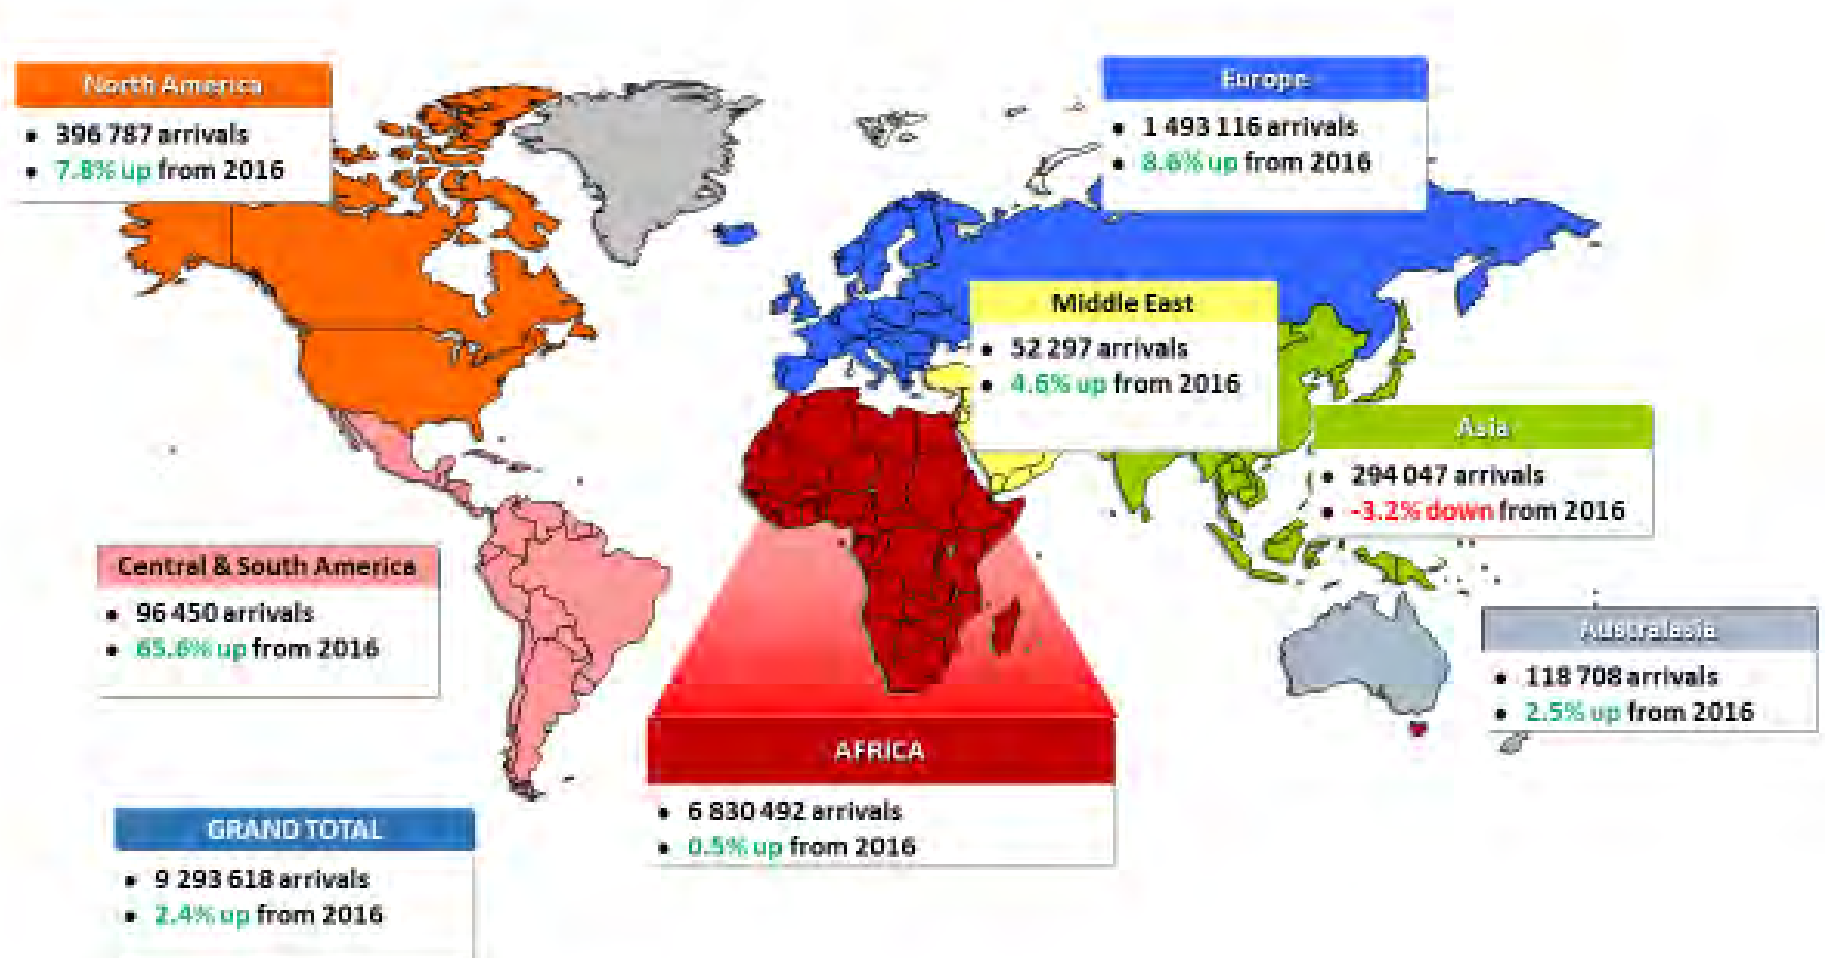 North America
• 396 787 arrivals
• 7.8% up from 2016
Europe
• 1 493 116 arrivals
• 8.6% up from 2016
Middle East
• 52 297 arrivals
• 4.6% up from 2016
Asia
• 294 047 arrivals
• -3.2% down from 2016
Central & South America
• 96 450 arrivals
• 65.6% up from 2016
Australasia
• 118 708 arrivals
• 2.5% up from 2016
AFRICA
• 6 830 492 arrivals
• 0.5% up from 2016
GRAND TOTAL
• 9 293 618 arrivals
• 2.4% up from 2016